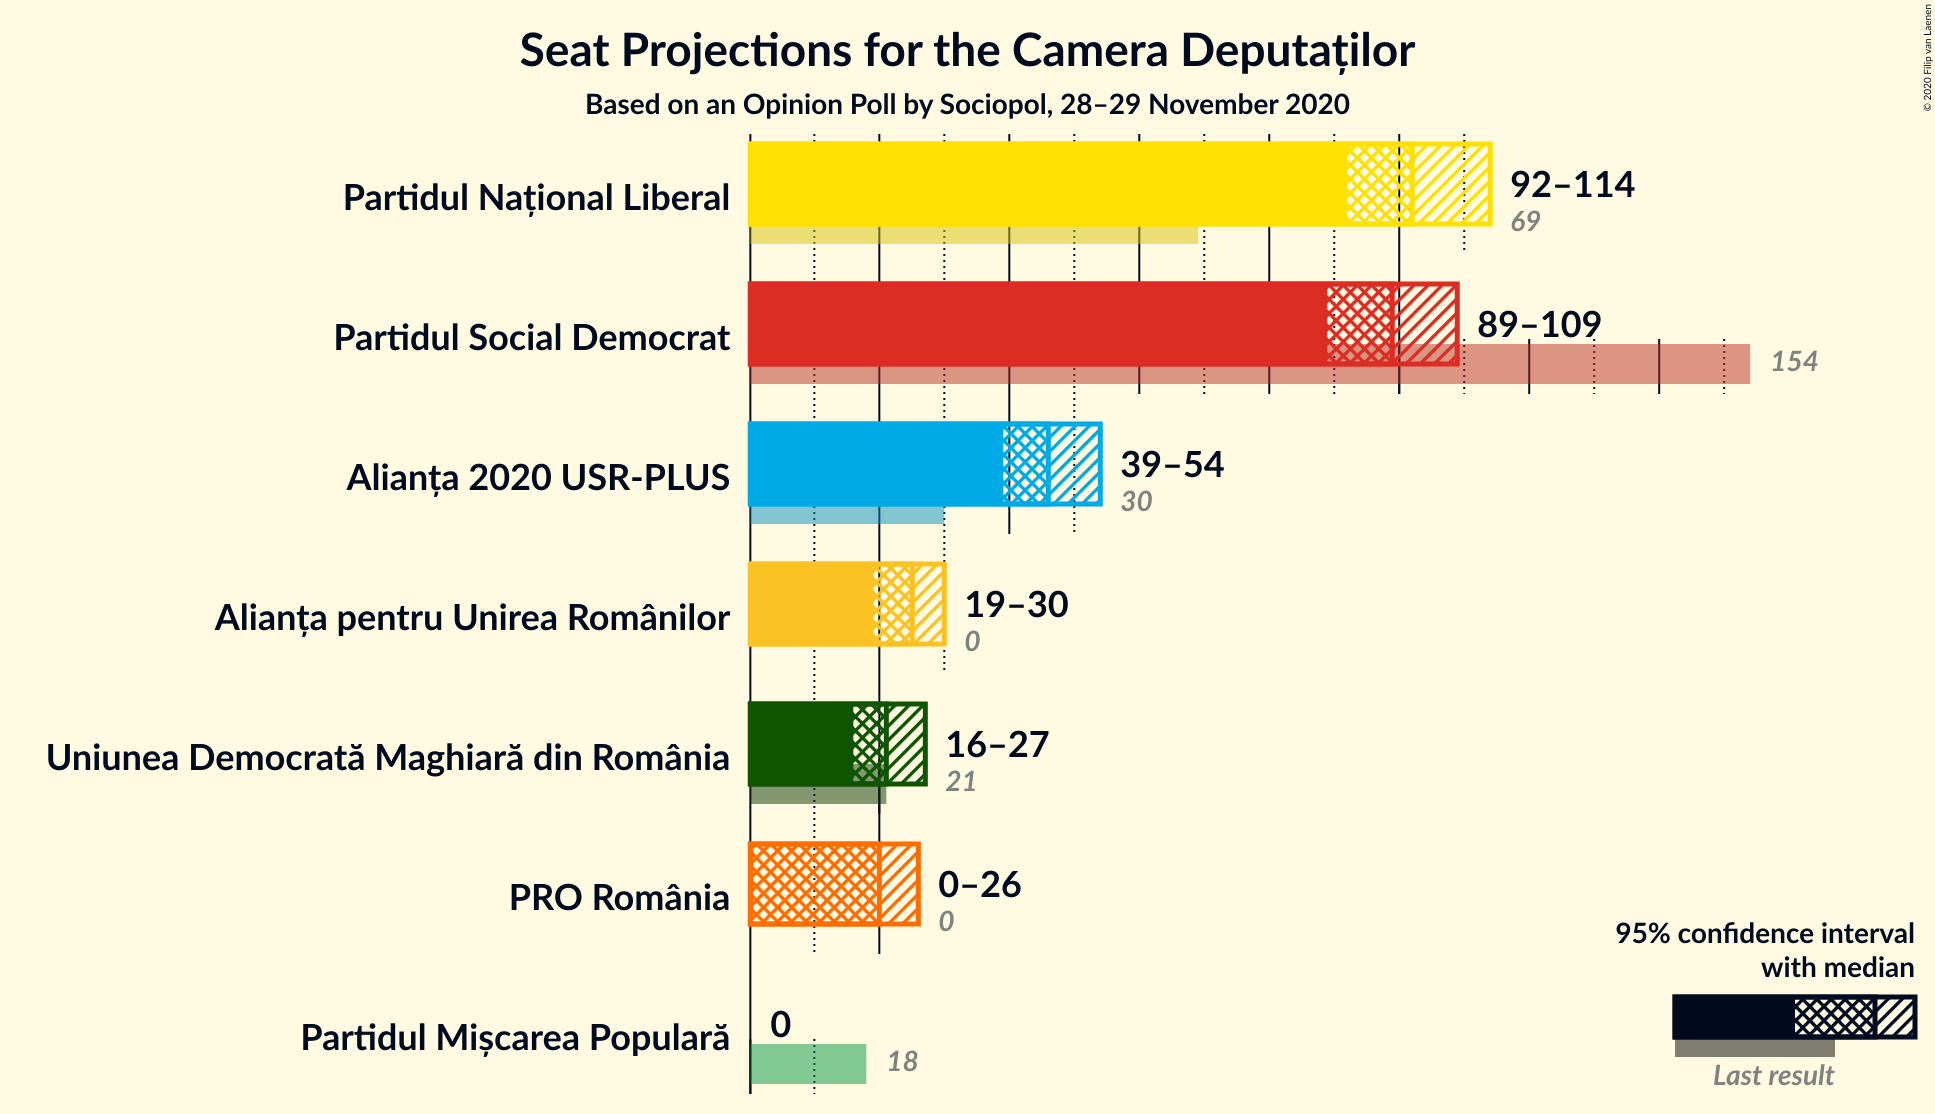 Seat Projections for the Camera Deputaților
Based on an Opinion Poll by Sociopol, 28–29 November 2020
© 2020 Filip van Laenen
Partidul Național Liberal
92–114
69
Partidul Social Democrat
89–109
154
Alianța 2020 USR-PLUS
39–54
30
Alianța pentru Unirea Românilor
19–30
0
Uniunea Democrată Maghiară din România
16–27
21
PRO România
0–26
0
Partidul Mișcarea Populară
0
18
95% confidence interval
with median
Last result